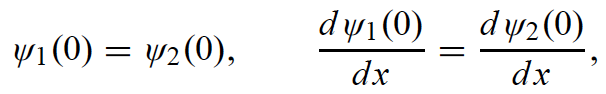 ψ₁(0) = ψ₂(0), dψ₁(0)/dx = dψ₂(0)/dx,